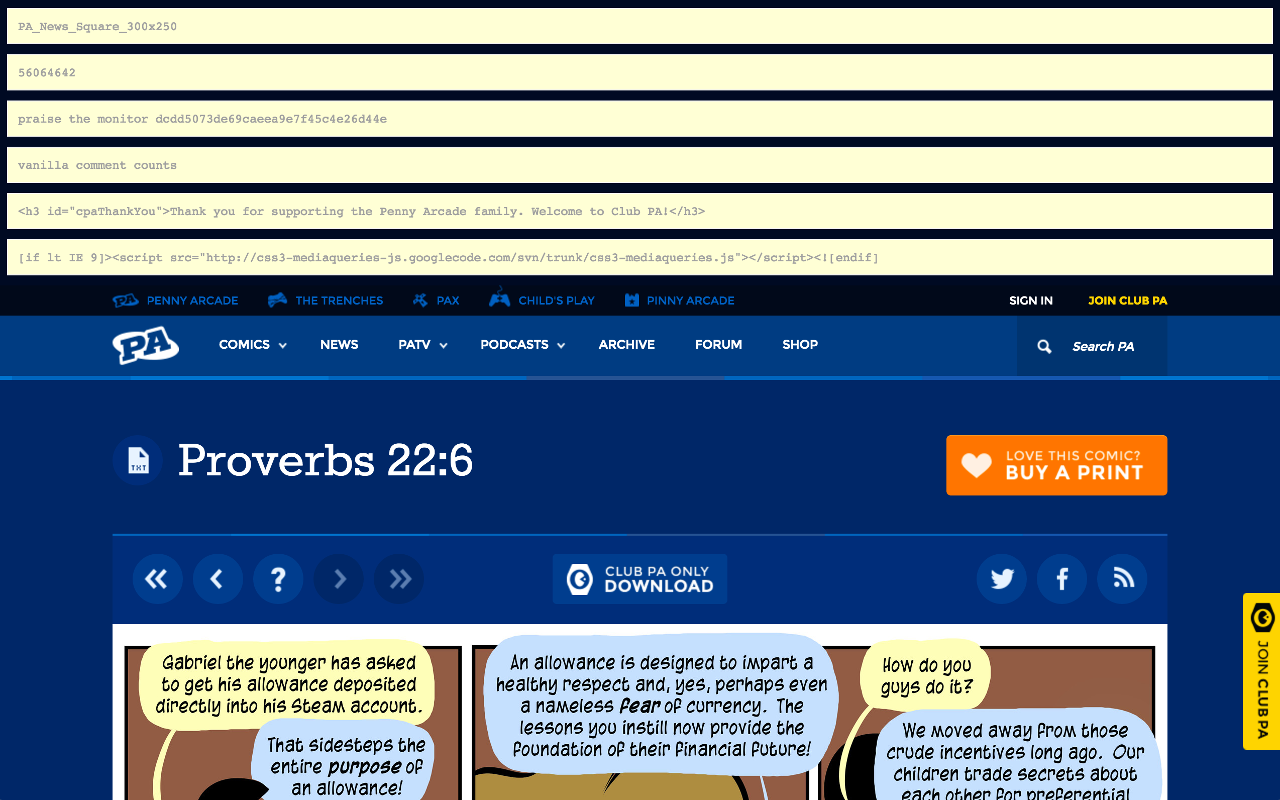 PA_News_Square_300x250
56064642
praise the monitor dcdd5073de69caeea9e7f45c4e26d44e
vanilla comment counts
<h3 id="cpaThankYou">Thank you for supporting the Penny Arcade family. Welcome to Club PA!</h3>
[if lt IE 9]><script src="http://css3-mediaqueries-js.googlecode.com/svn/trunk/css3-mediaqueries.js"></script><![endif]
PA PENNY ARCADE THE TRENCHES PAX CHILD'S PLAY PINNY ARCADE SIGN IN JOIN CLUB PA
PA COMICS NEWS PATV PODCASTS ARCHIVE FORUM SHOP Search PA
TXT Proverbs 22:6
LOVE THIS COMIC?
BUY A PRINT
?
CLUB PA ONLY
DOWNLOAD
JOIN CLUB PA
Gabriel the younger has asked
to get his allowance deposited
directly into his Steam account.
That sidesteps the
entire purpose of
an allowance!
An allowance is designed to impart a
healthy respect and, yes, perhaps even
a nameless fear of currency. The
lessons you instill now provide the
foundation of their financial future!
How do you
guys do it?
We moved away from those
crude incentives long ago. Our
children trade secrets about
each other for preferential